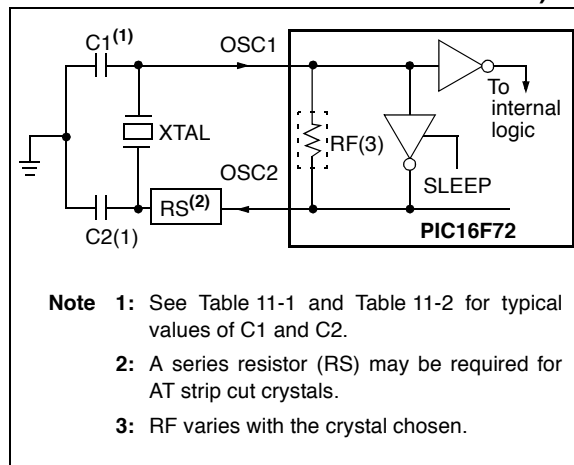 C1(1)
OSC1
To
internal
logic
XTAL
RF(3)
OSC2
SLEEP
RS(2)
C2(1)
PIC16F72
Note 1: See Table 11-1 and Table 11-2 for typical
values of C1 and C2.
2: A series resistor (RS) may be required for
AT strip cut crystals.
3: RF varies with the crystal chosen.